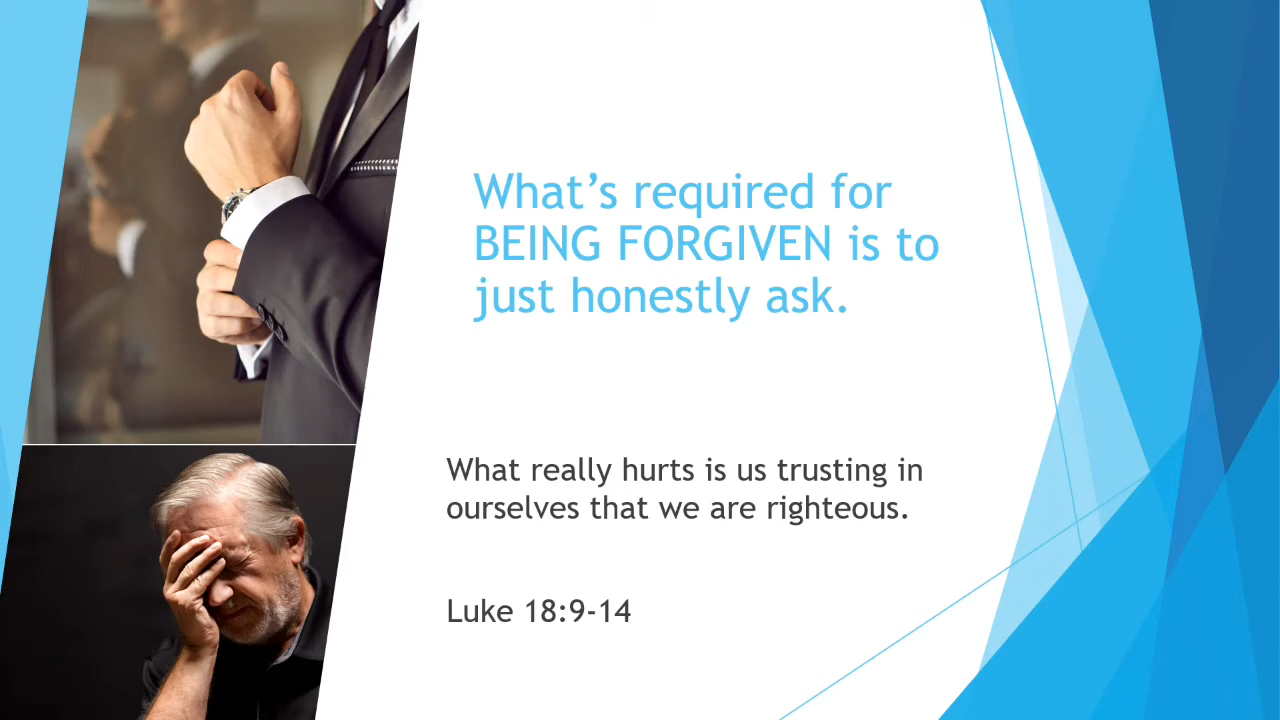 What’s required for
BEING FORGIVEN is to
just honestly ask.
What really hurts is us trusting in
ourselves that we are righteous.
Luke 18:9-14